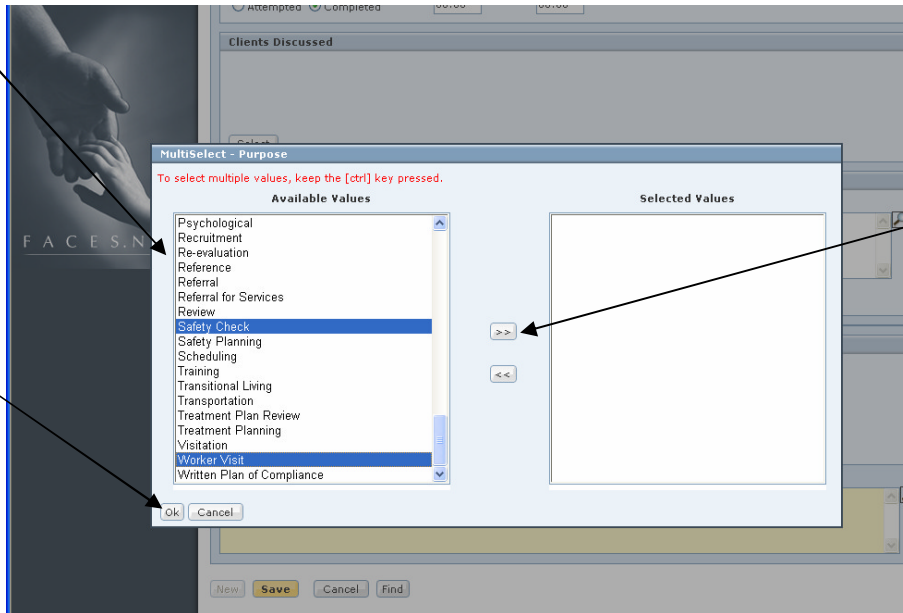 Attempted Completed 00:00 00:00
Clients Discussed
Select
MultiSelect - Purpose
To select multiple values, keep the [ctrl] key pressed.
Available Values Selected Values
Psychological
Recruitment
Re-evaluation
Reference
Referral
Referral for Services
Review
Safety Check
Safety Planning
Scheduling
Training
Transitional Living
Transportation
Treatment Plan Review
Treatment Planning
Visitation
Worker Visit
Written Plan of Compliance
>>
<<
Ok Cancel
FACES.N
New Save Cancel Find